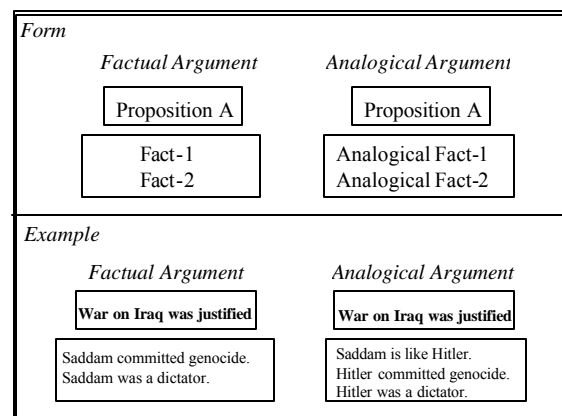 Form
Factual Argument
Analogical Argument
Proposition A
Proposition A
Fact-1
Fact-2
Analogical Fact-1
Analogical Fact-2
Example
Factual Argument
Analogical Argument
War on Iraq was justified
War on Iraq was justified
Saddam committed genocide.
Saddam was a dictator.
Saddam is like Hitler.
Hitler committed genocide.
Hitler was a dictator.